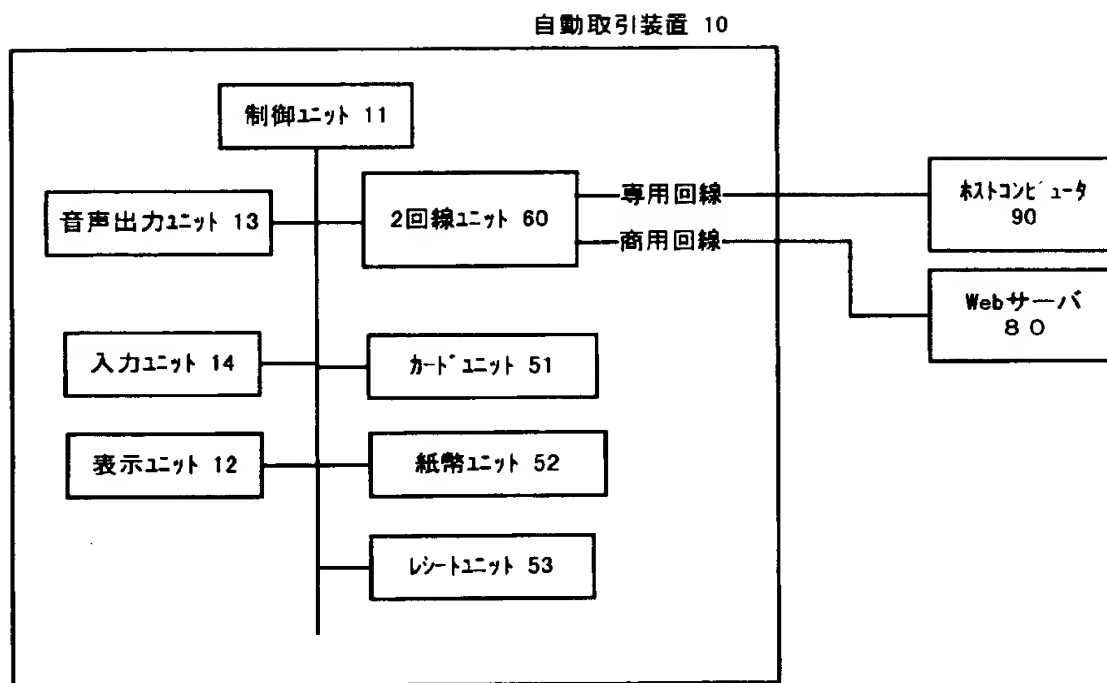 自動取引装置 10
制御ユニット 11
音声出力ユニット 13
2回線ユニット 60
専用回線
商用回線
ホストコンピュータ
90
Webサーバ
80
入力ユニット 14
カードユニット 51
表示ユニット 12
紙幣ユニット 52
レシートユニット 53